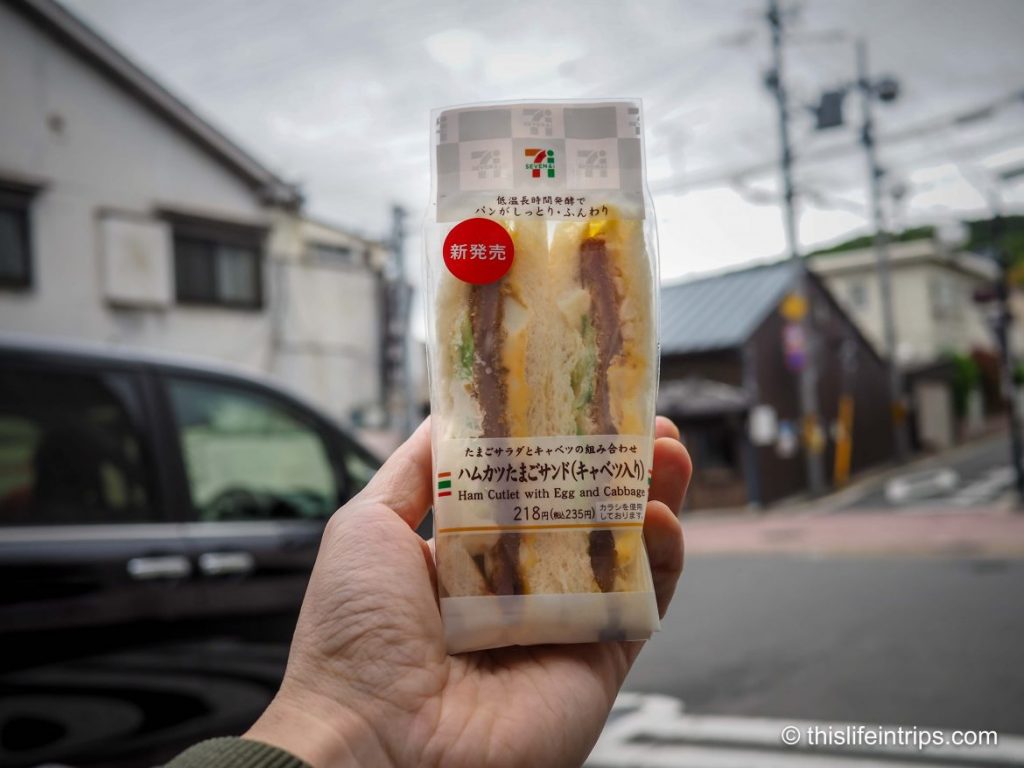 SEVEN&i
低温長時間発酵で
パンがしっとり・ふんわり
新発売
たまごサラダとキャベツの組み合わせ
ハムカツたまごサンド(キャベツ入り)
Ham Cutlet with Egg and Cabbage
218円(税込235円)
カラシを使用
しております。
© thislifeintrips.com